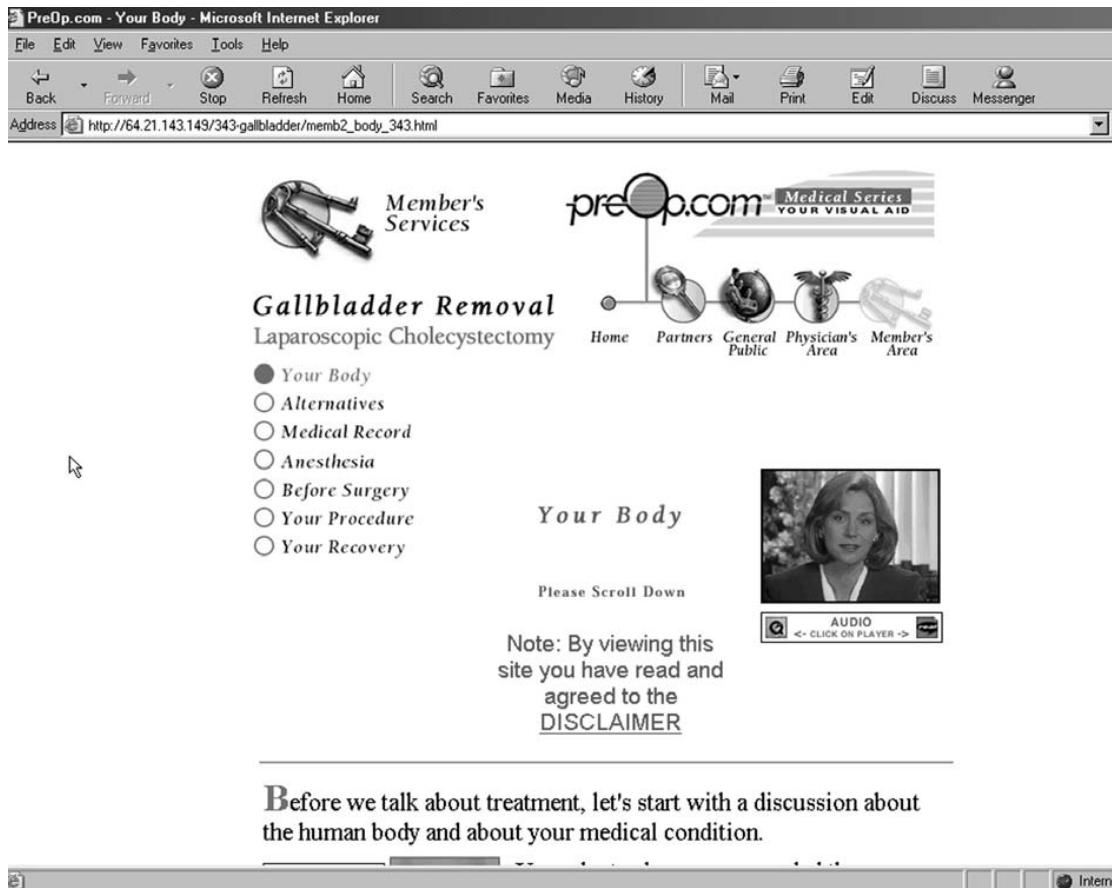 PreOp.com - Your Body - Microsoft Internet Explorer
File Edit View Favorites Tools Help
Back Forward Stop Refresh Home Search Favorites Media History Mail Print Edit Discuss Messenger
Address http://64.21.143.149/343-gallbladder/memb2_body_343.html
Member's
Services
preOp.com
Medical Series
YOUR VISUAL AID
Gallbladder Removal
Laparoscopic Cholecystectomy
Home Partners General Public Physician's Area Member's Area
Your Body
Alternatives
Medical Record
Anesthesia
Before Surgery
Your Procedure
Your Recovery
Your Body
Please Scroll Down
AUDIO
<- CLICK ON PLAYER ->
Note: By viewing this
site you have read and
agreed to the
DISCLAIMER
Before we talk about treatment, let's start with a discussion about
the human body and about your medical condition.
Intern